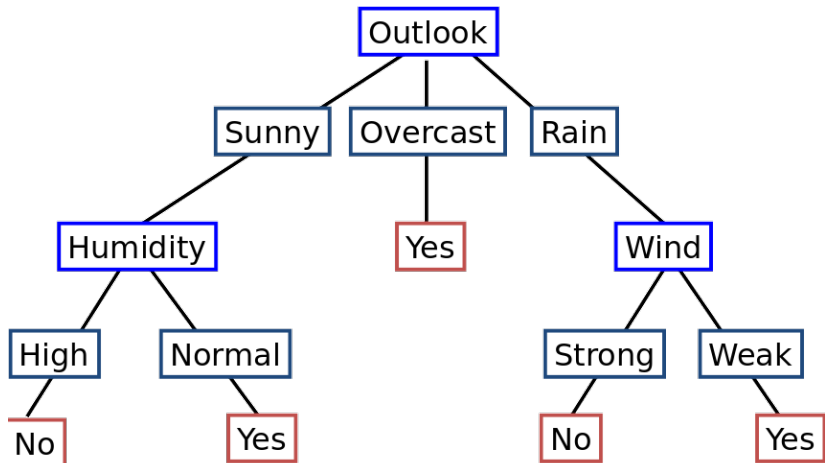 Outlook
Sunny Overcast Rain
Humidity Yes Wind
High Normal Strong Weak
No Yes No Yes